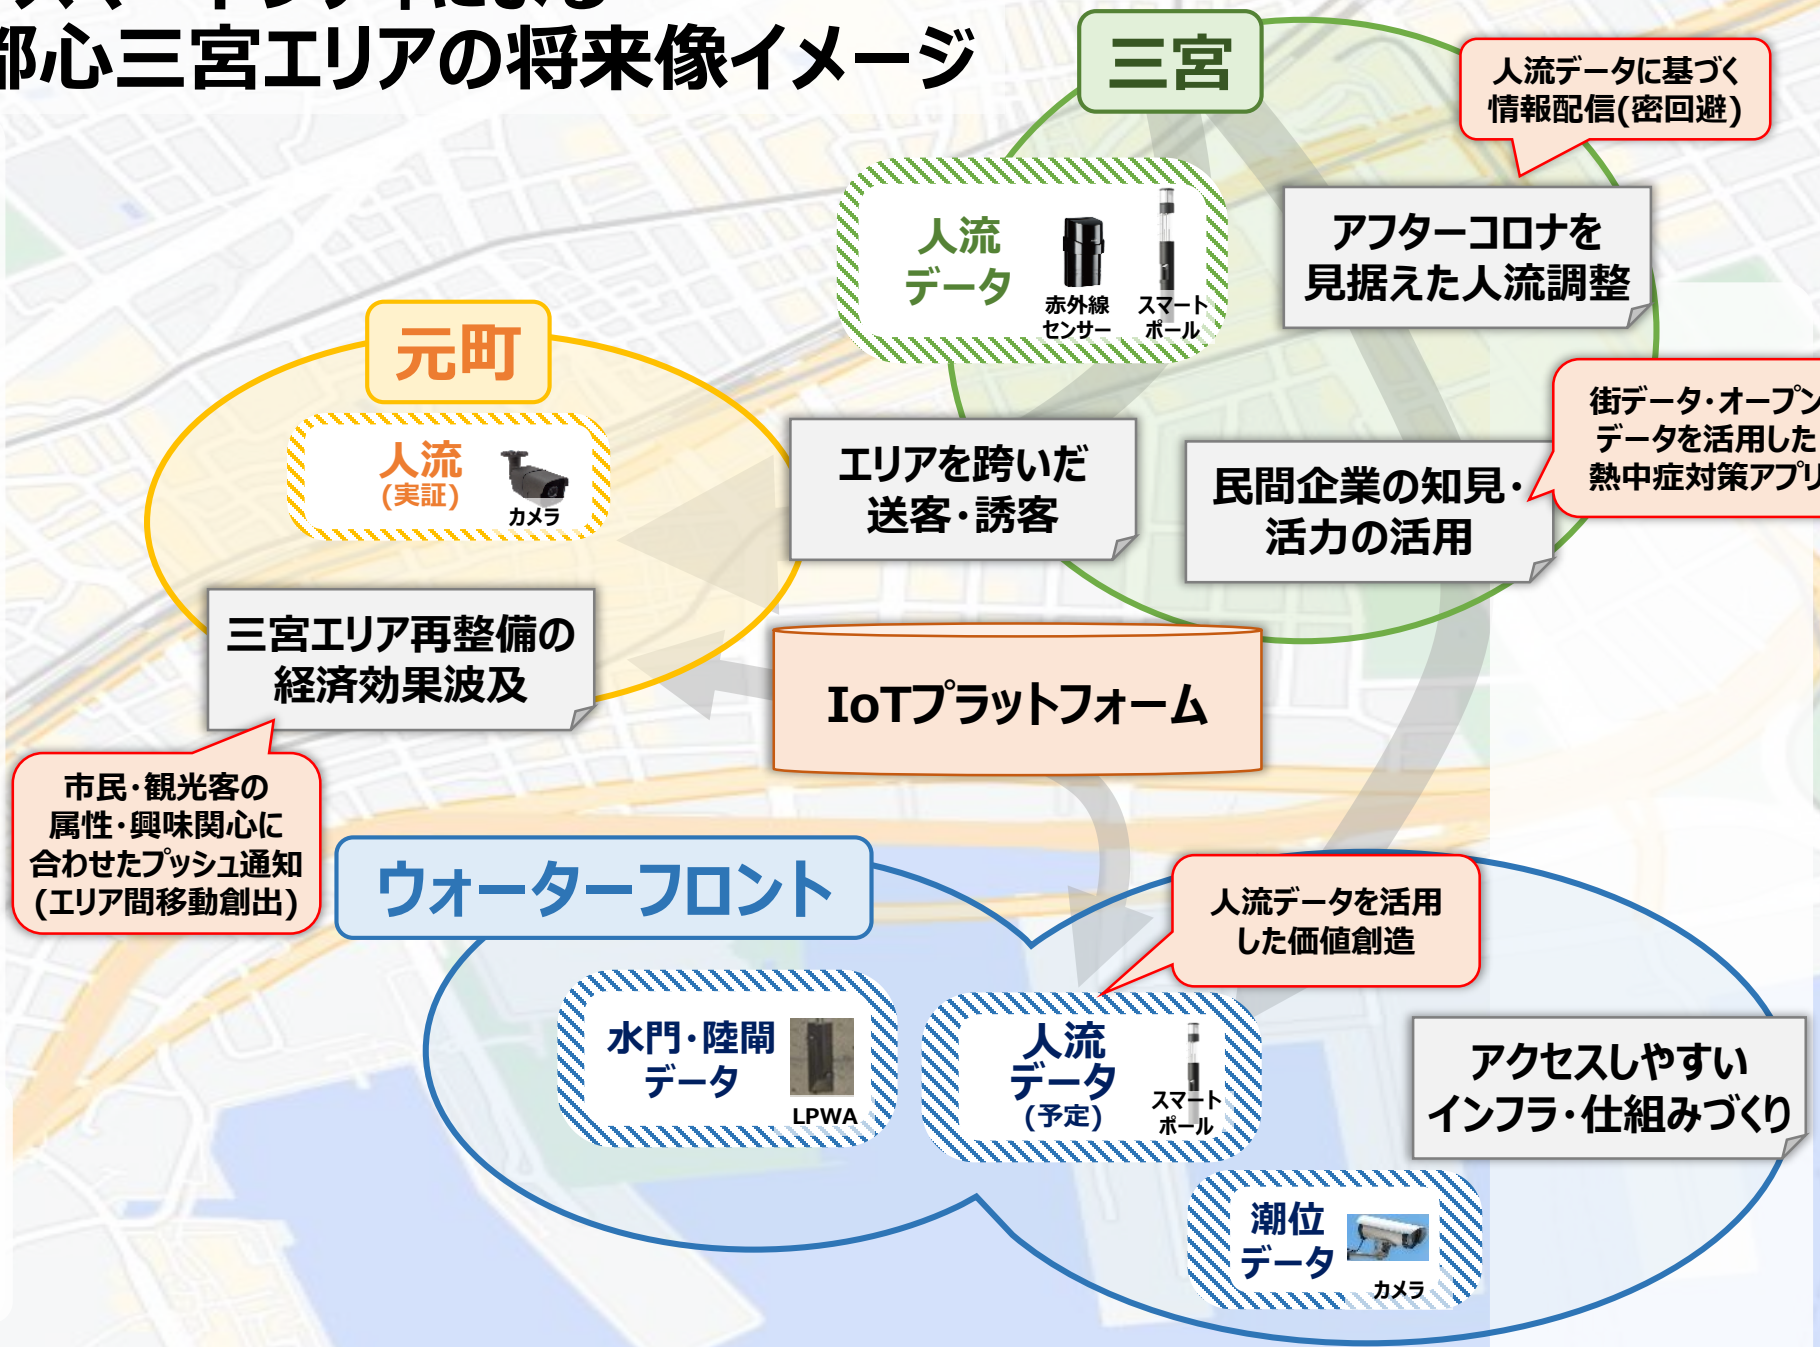 都心三宮エリアの将来像イメージ
三宮
人流データに基づく
情報配信(密回避)
人流
データ
赤外線
センサー
スマート
ポール
アフターコロナを
見据えた人流調整
元町
人流
(実証)
カメラ
エリアを跨いだ
送客・誘客
民間企業の知見・
活力の活用
街データ・オープン
データを活用した
熱中症対策アプリ
三宮エリア再整備の
経済効果波及
IoTプラットフォーム
市民・観光客の
属性・興味関心に
合わせたプッシュ通知
(エリア間移動創出)
ウォーターフロント
人流データを活用
した価値創造
水門・陸閘
データ
LPWA
人流
データ
(予定)
スマート
ポール
アクセスしやすい
インフラ・仕組みづくり
潮位
データ
カメラ